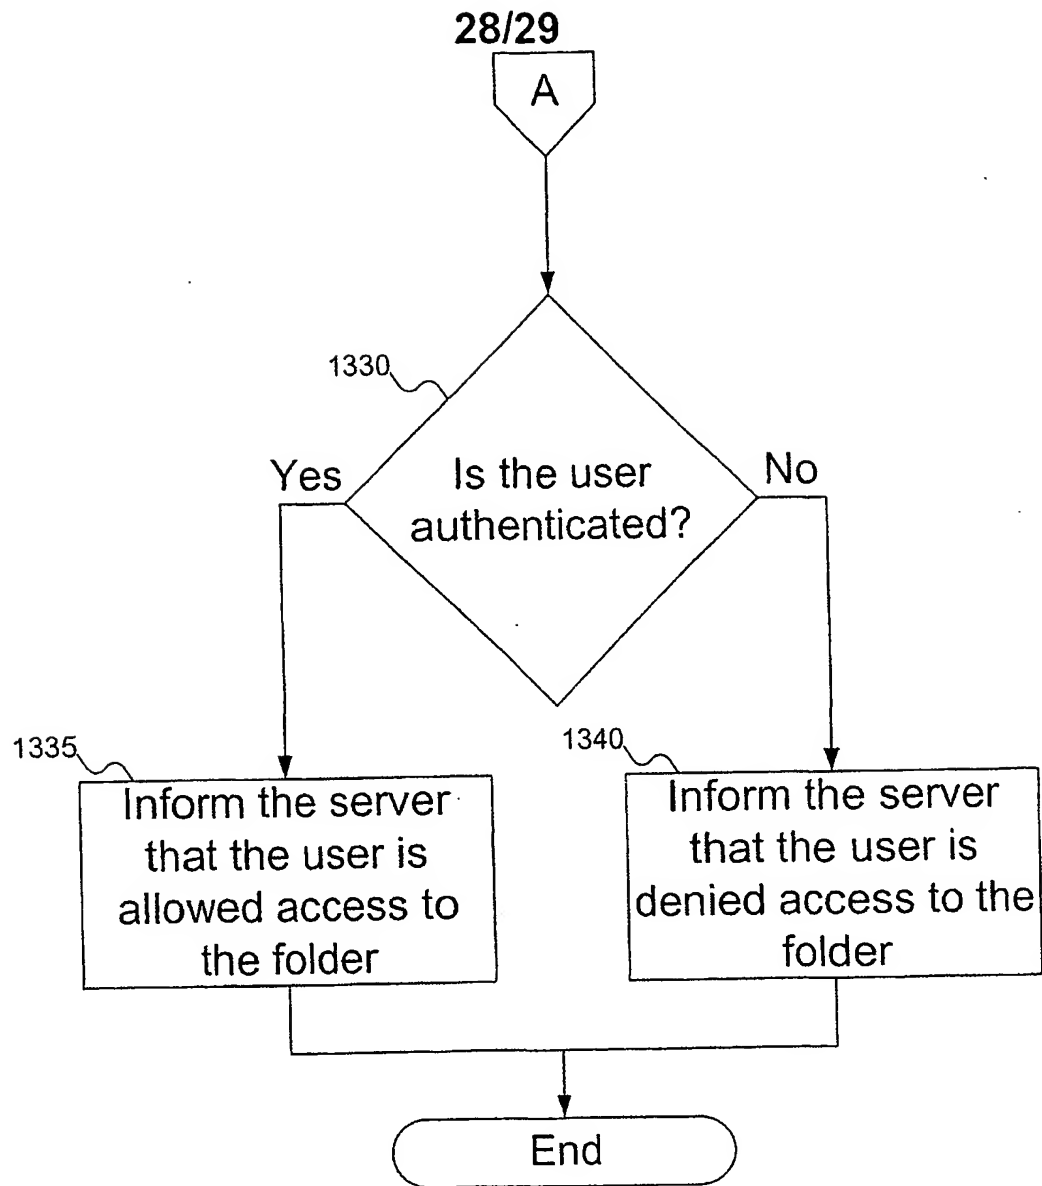 28/29
A
1330
Yes
Is the user
authenticated?
No
1335
Inform the server
that the user is
allowed access to
the folder
1340
Inform the server
that the user is
denied access to the
folder
End